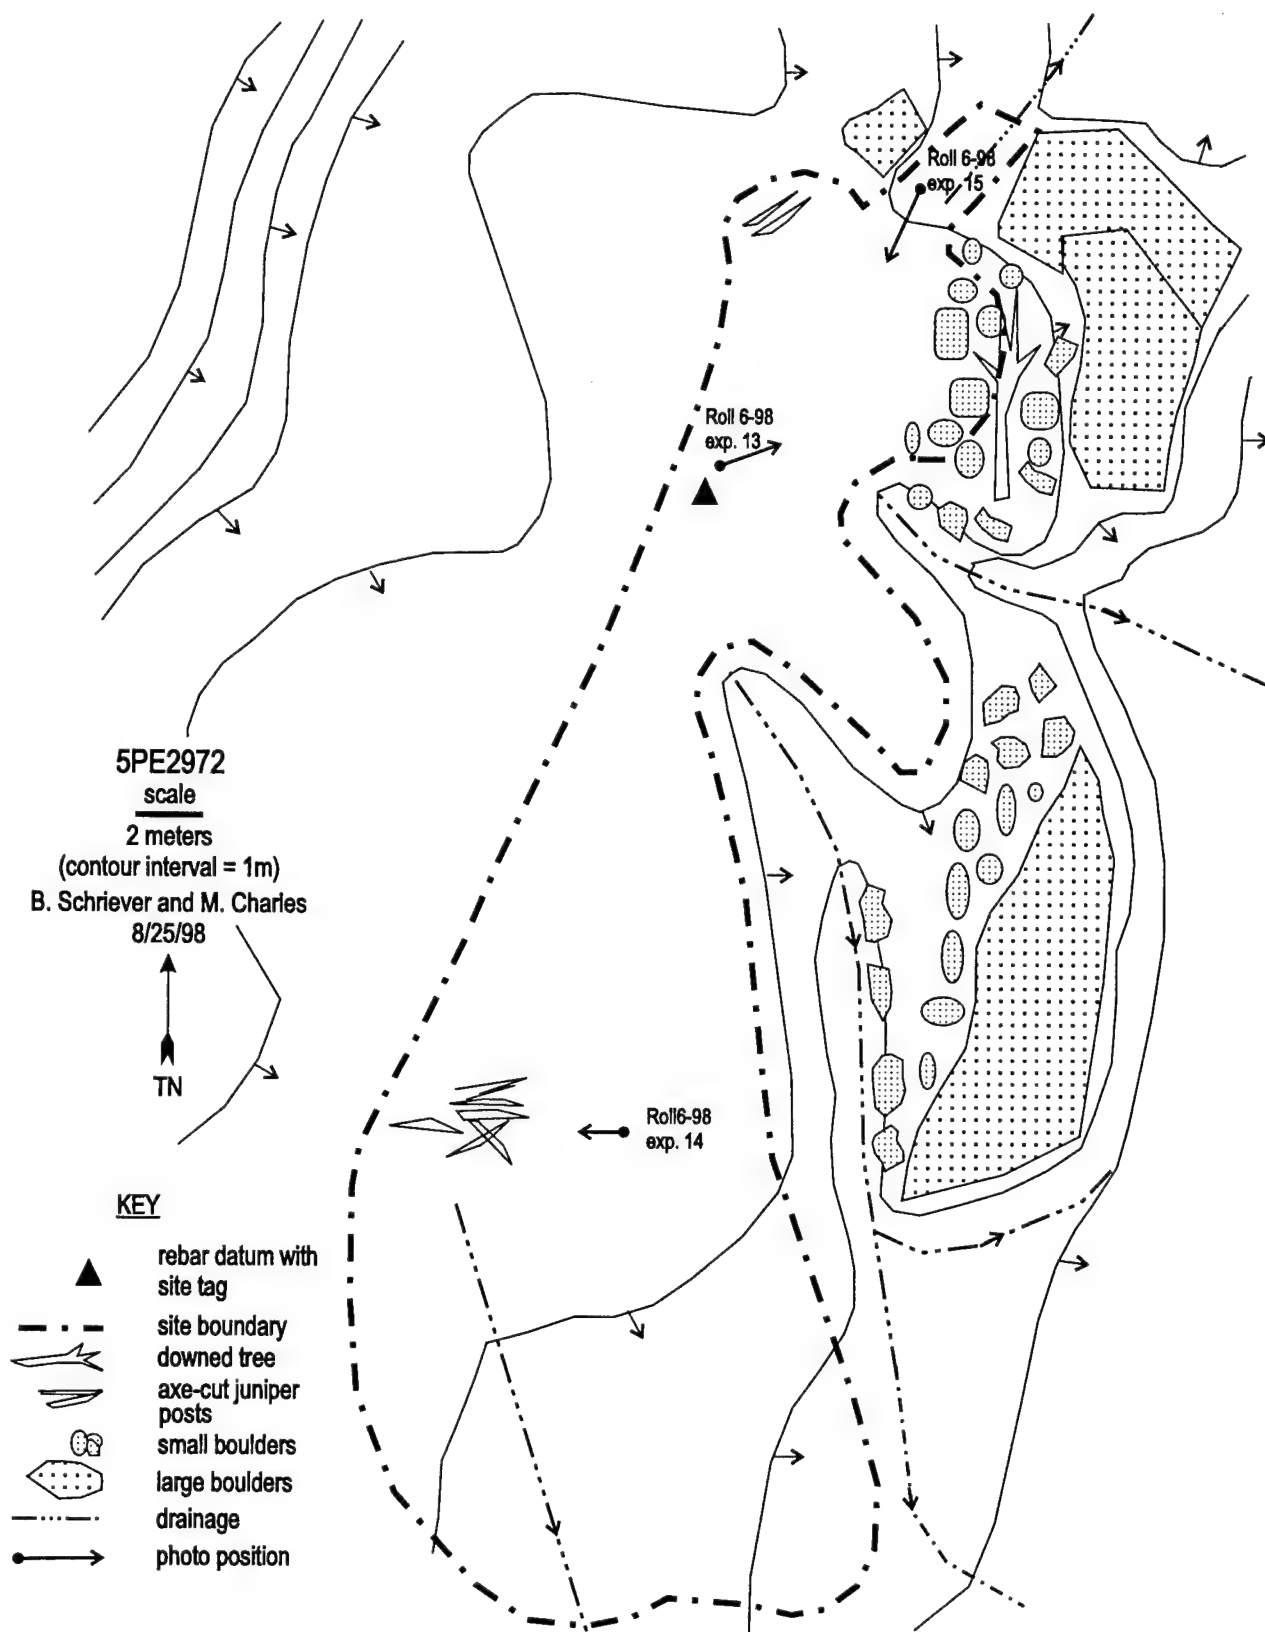 Roll 6-98
exp. 15
Roll 6-98
exp. 13
5PE2972
scale
2 meters
(contour interval = 1m)
B. Schriever and M. Charles
8/25/98
TN
Roll6-98
exp. 14
KEY
rebar datum with
site tag
site boundary
downed tree
axe-cut juniper
posts
small boulders
large boulders
drainage
photo position